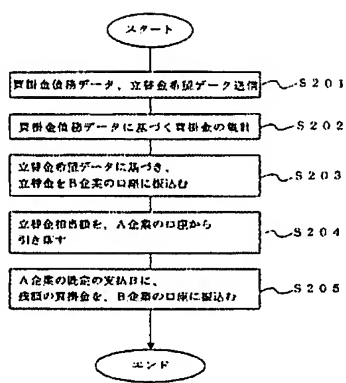 スタート
買掛金債務データ、立替金希望データ送信
S201
買掛金債務データに基づく買掛金の集計
S202
立替金希望データに基づき、
立替金をB企業の口座に振込む
S203
立替金相当額を、A企業の口座から
引き落す
S204
A企業の既定の支払日に、
残額の買掛金を、B企業の口座に振込む
S205
エンド